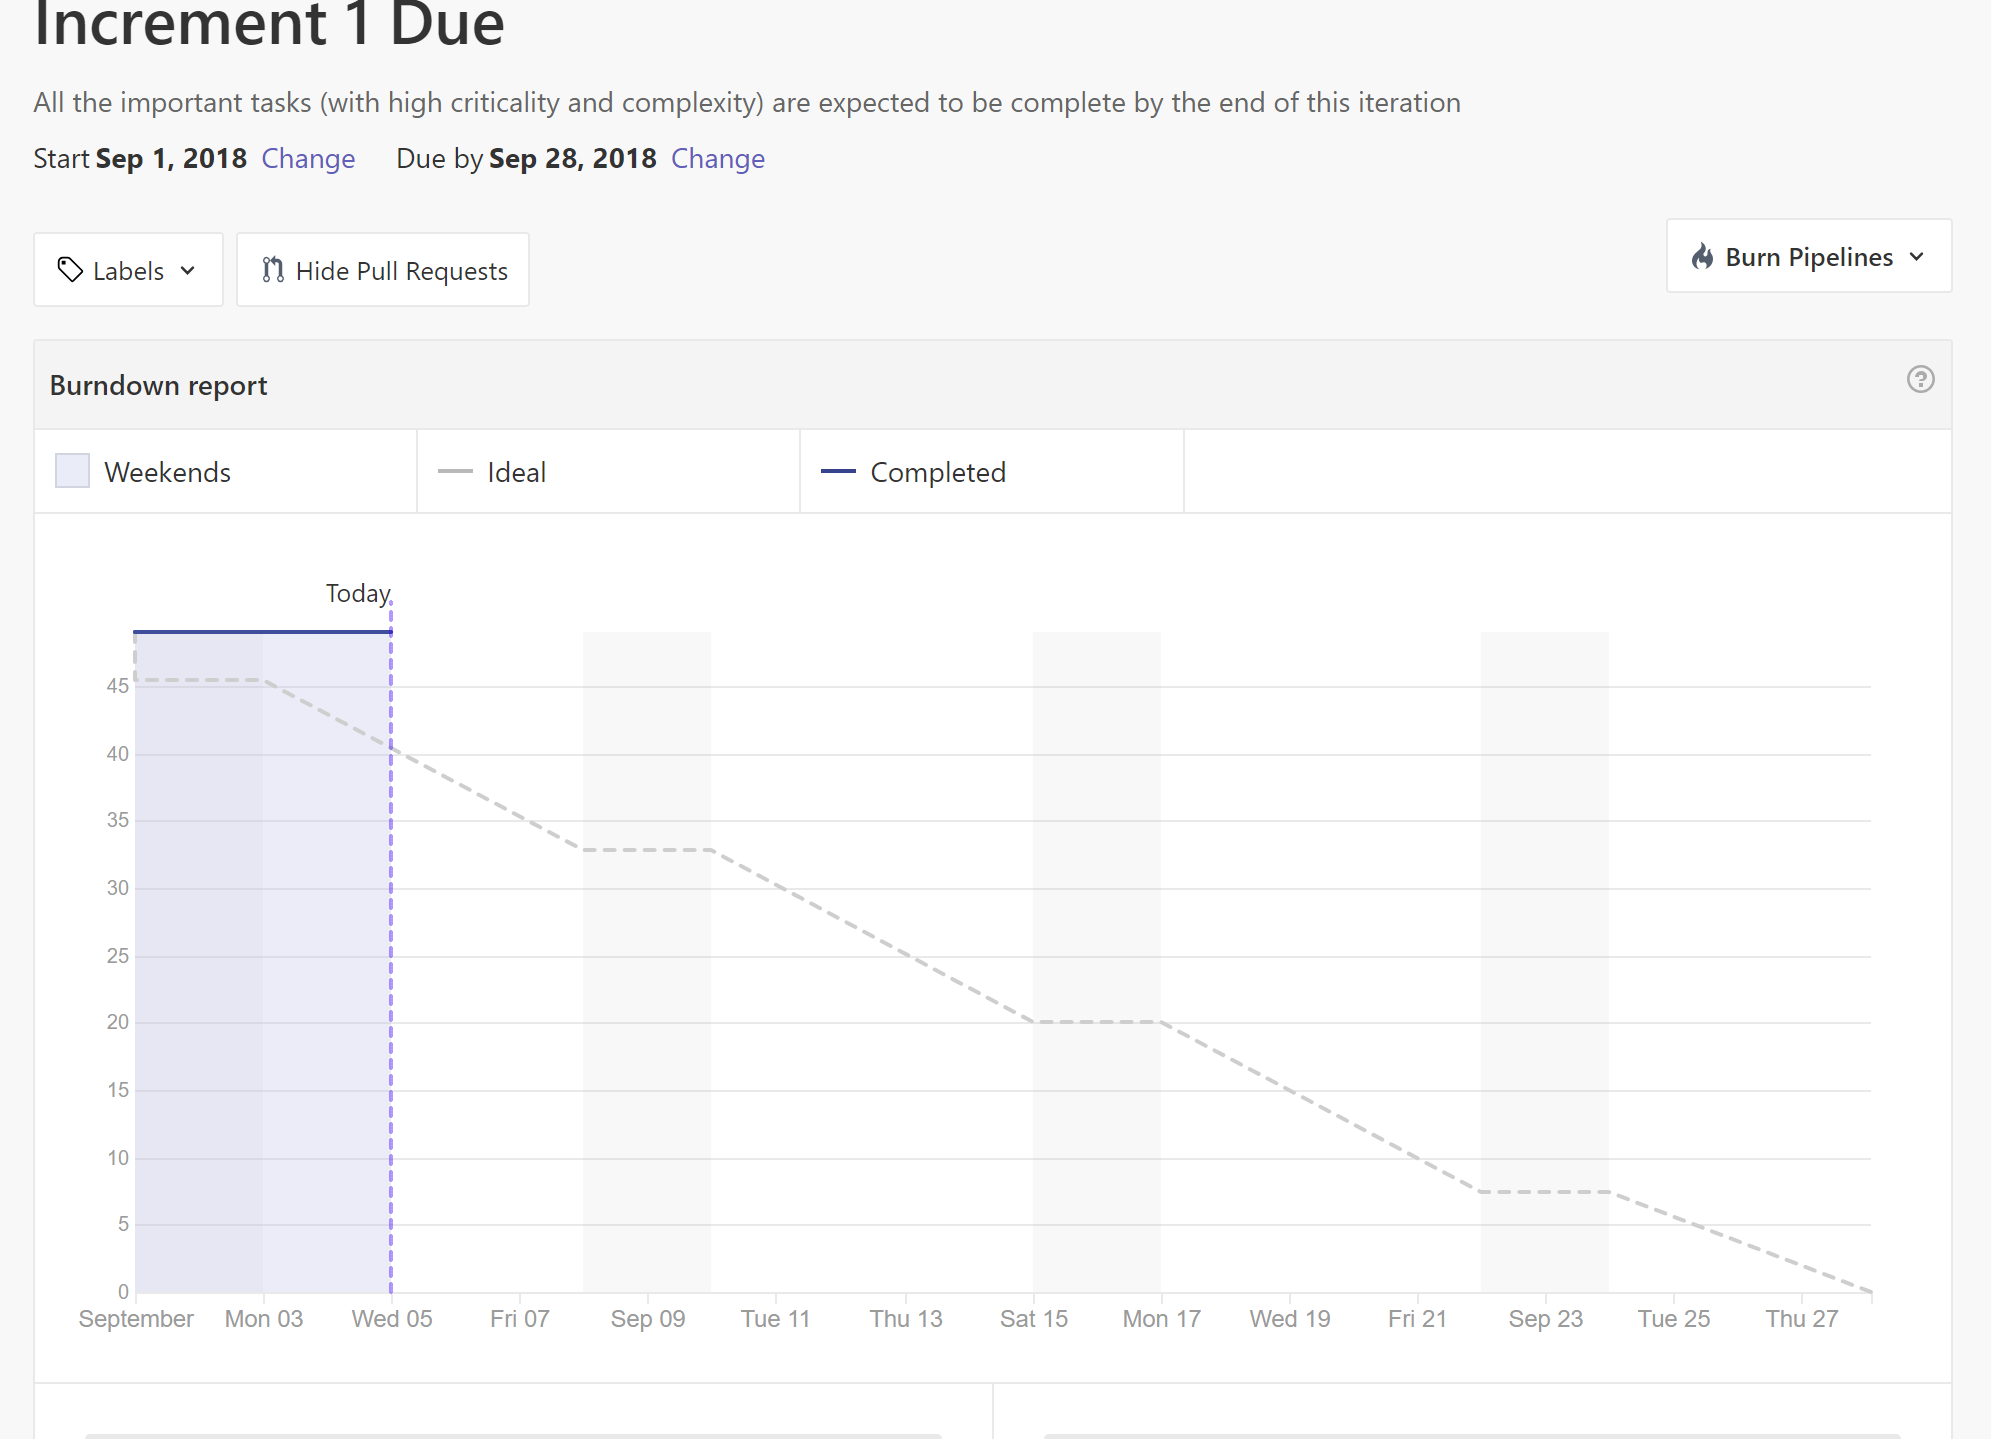 Increment 1 Due
All the important tasks (with high criticality and complexity) are expected to be complete by the end of this iteration
Start Sep 1, 2018 Change Due by Sep 28, 2018 Change
Labels Hide Pull Requests Burn Pipelines
Burndown report
Weekends Ideal Completed
Today
45
40
35
30
25
20
15
10
5
0
September Mon 03 Wed 05 Fri 07 Sep 09 Tue 11 Thu 13 Sat 15 Mon 17 Wed 19 Fri 21 Sep 23 Tue 25 Thu 27